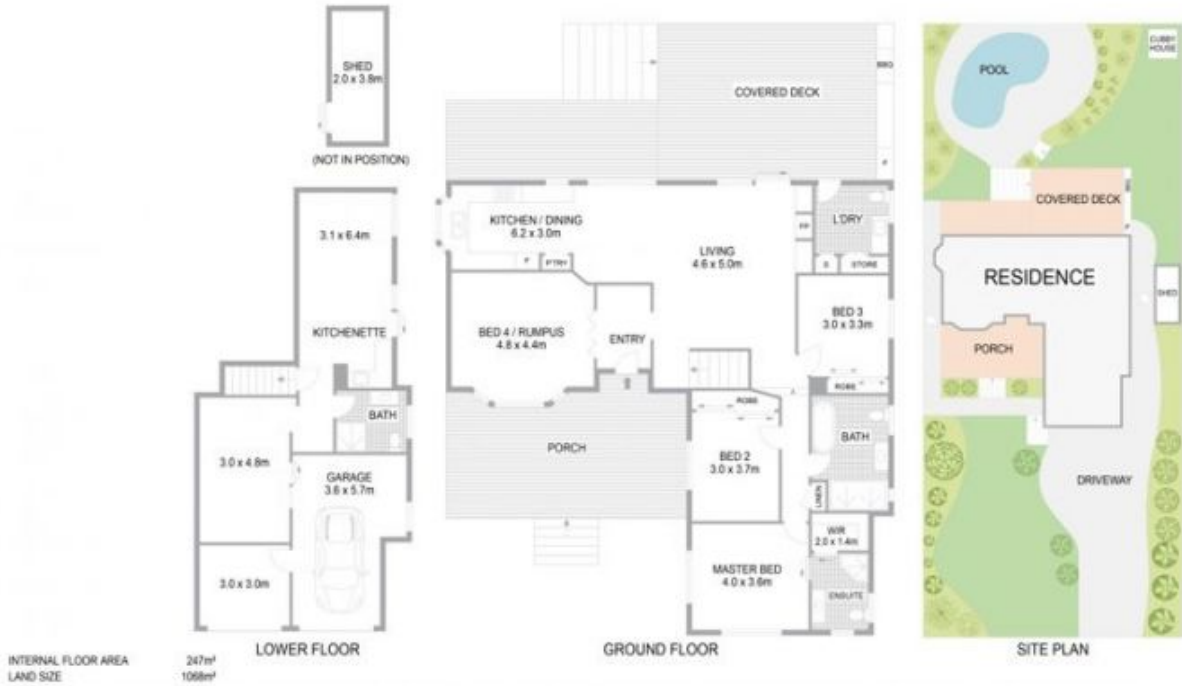 SHED
2.0 x 3.8m
(NOT IN POSITION)
3.1 x 6.4m
KITCHENETTE
BATH
3.0 x 4.8m
GARAGE
3.6 x 5.7m
3.0 x 3.0m
LOWER FLOOR
INTERNAL FLOOR AREA 247m²
LAND SIZE 1068m²
COVERED DECK
BBQ
F
KITCHEN / DINING
6.2 x 3.0m
F
P'TRY
LIVING
4.6 x 5.0m
FP
L'DRY
S
STORE
BED 4 / RUMPUS
4.8 x 4.4m
ENTRY
BED 3
3.0 x 3.3m
ROBE
ROBE
PORCH
BED 2
3.0 x 3.7m
BATH
LINEN
WIR
2.0 x 1.4m
MASTER BED
4.0 x 3.6m
ENSUITE
GROUND FLOOR
CUBBY
HOUSE
POOL
COVERED DECK
BBQ
F
RESIDENCE
SHED
PORCH
DRIVEWAY
SITE PLAN